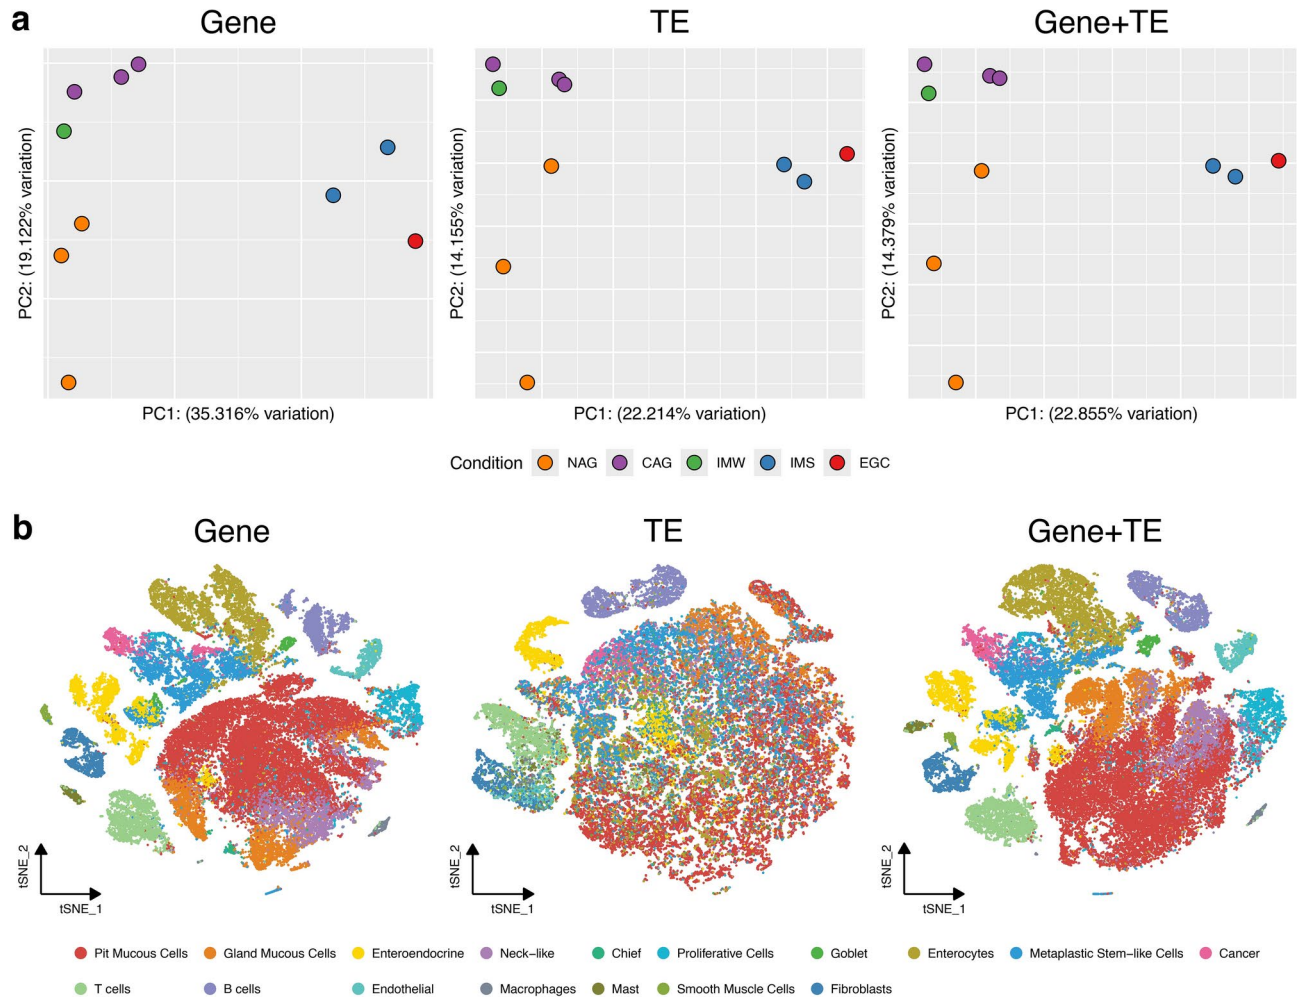 a
Gene
TE
Gene+TE
PC2: (19.122% variation)
PC1: (35.316% variation)
PC2: (14.155% variation)
PC1: (22.214% variation)
PC2: (14.379% variation)
PC1: (22.855% variation)
Condition NAG CAG IMW IMS EGC
b
Gene
TE
Gene+TE
tSNE_2
tSNE_1
tSNE_2
tSNE_1
tSNE_2
tSNE_1
Pit Mucous Cells Gland Mucous Cells Enteroendocrine Neck-like Chief Proliferative Cells Goblet Enterocytes Metaplastic Stem-like Cells Cancer
T cells B cells Endothelial Macrophages Mast Smooth Muscle Cells Fibroblasts